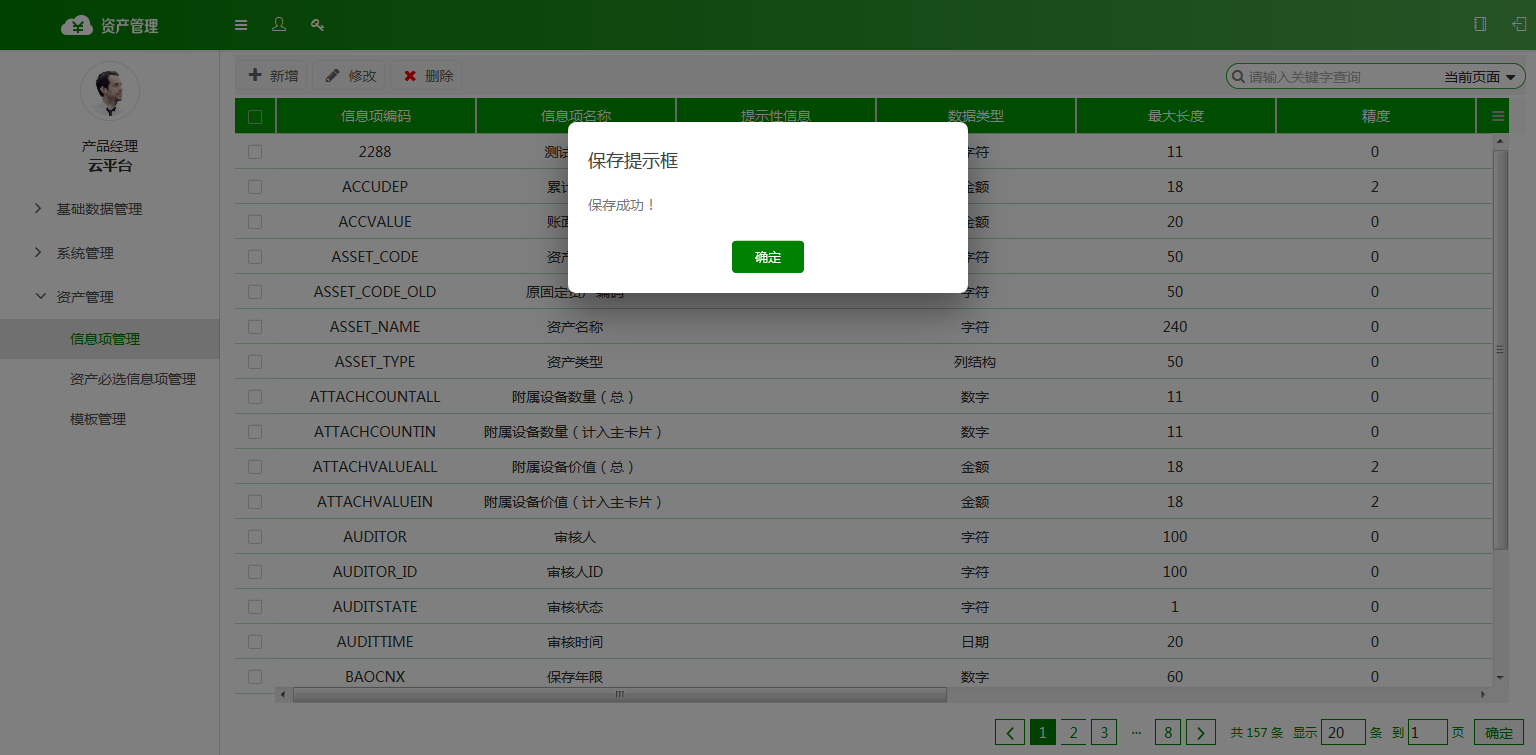 资产管理
新增 修改 删除 请输入关键字查询 当前页面
产品经理
云平台
基础数据管理
系统管理
资产管理
信息项管理
资产必选信息项管理
模板管理
信息项编码 信息项名称 提示性信息 数据类型 最大长度 精度
2288 测试 字符 11 0
ACCUDEP 累计 金额 18 2
ACCVALUE 账面 金额 20 0
ASSET_CODE 资产 字符 50 0
ASSET_CODE_OLD 原固定资产编码 字符 50 0
ASSET_NAME 资产名称 字符 240 0
ASSET_TYPE 资产类型 列结构 50 0
ATTACHCOUNTALL 附属设备数量（总） 数字 11 0
ATTACHCOUNTIN 附属设备数量（计入主卡片） 数字 11 0
ATTACHVALUEALL 附属设备价值（总） 金额 18 2
ATTACHVALUEIN 附属设备价值（计入主卡片） 金额 18 2
AUDITOR 审核人 字符 100 0
AUDITOR_ID 审核人ID 字符 100 0
AUDITSTATE 审核状态 字符 1 0
AUDITTIME 审核时间 日期 20 0
BAOCNX 保存年限 数字 60 0
保存提示框
保存成功！
确定
1 2 3 ··· 8 共 157 条 显示 20 条 到 1 页 确定